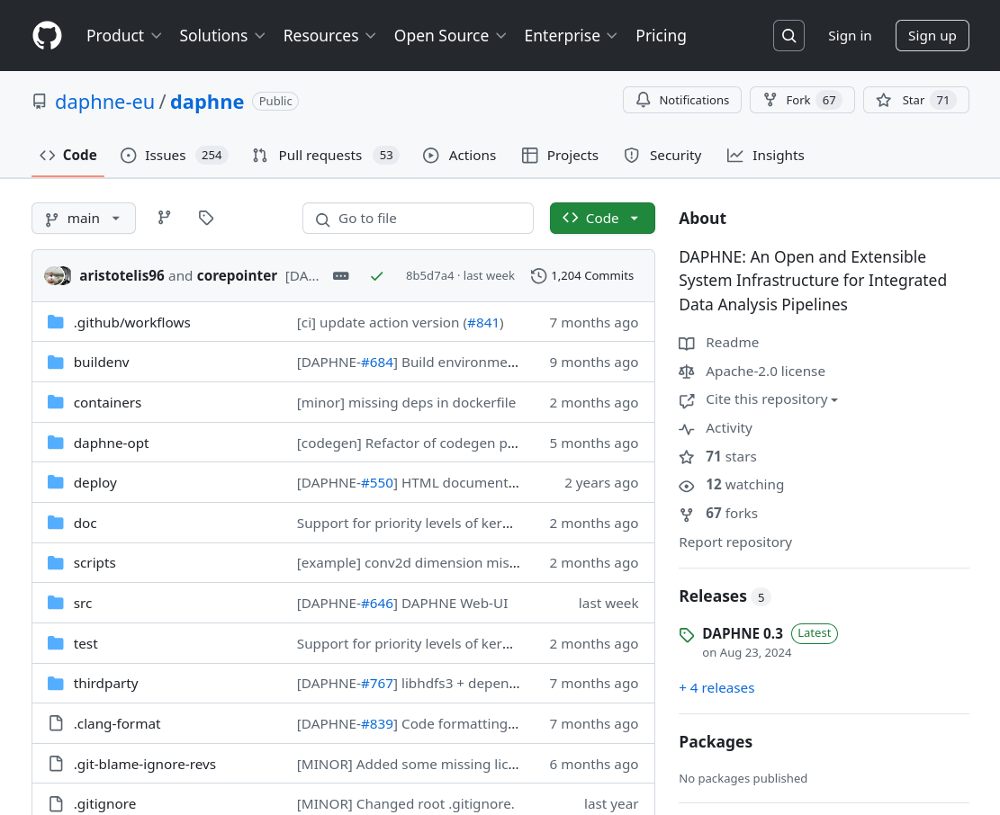 Product Solutions Resources Open Source Enterprise Pricing Sign in Sign up
daphne-eu / daphne Public Notifications Fork 67 Star 71
Code Issues 254 Pull requests 53 Actions Projects Security Insights
main Go to file Code
aristotelis96 and corepointer [DA... 8b5d7a4 · last week 1,204 Commits
.github/workflows [ci] update action version (#841) 7 months ago
buildenv [DAPHNE-#684] Build environme... 9 months ago
containers [minor] missing deps in dockerfile 2 months ago
daphne-opt [codegen] Refactor of codegen p... 5 months ago
deploy [DAPHNE-#550] HTML document... 2 years ago
doc Support for priority levels of ker... 2 months ago
scripts [example] conv2d dimension mis... 2 months ago
src [DAPHNE-#646] DAPHNE Web-UI last week
test Support for priority levels of ker... 2 months ago
thirdparty [DAPHNE-#767] libhdfs3 + depen... 7 months ago
.clang-format [DAPHNE-#839] Code formatting... 7 months ago
.git-blame-ignore-revs [MINOR] Added some missing lic... 6 months ago
.gitignore [MINOR] Changed root .gitignore. last year
About
DAPHNE: An Open and Extensible
System Infrastructure for Integrated
Data Analysis Pipelines
Readme
Apache-2.0 license
Cite this repository
Activity
71 stars
12 watching
67 forks
Report repository
Releases 5
DAPHNE 0.3 Latest
on Aug 23, 2024
+ 4 releases
Packages
No packages published